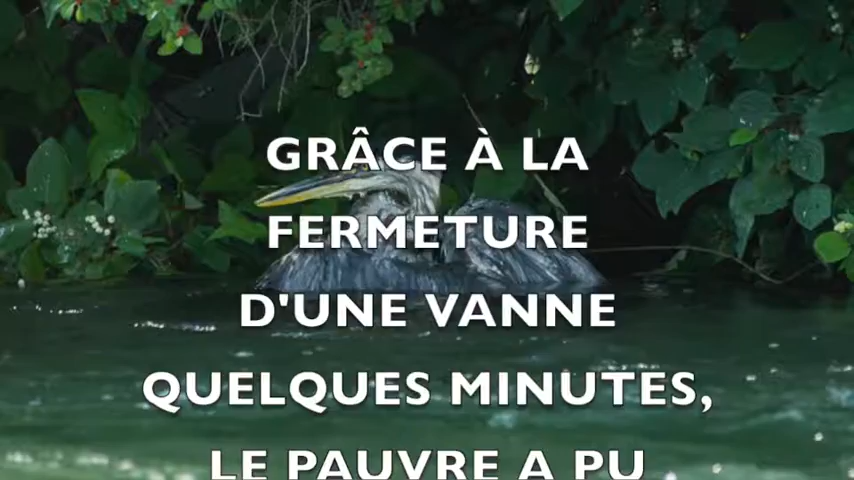 GRÂCE À LA
FERMETURE
D'UNE VANNE
QUELQUES MINUTES,
LE PAUVRE A PU